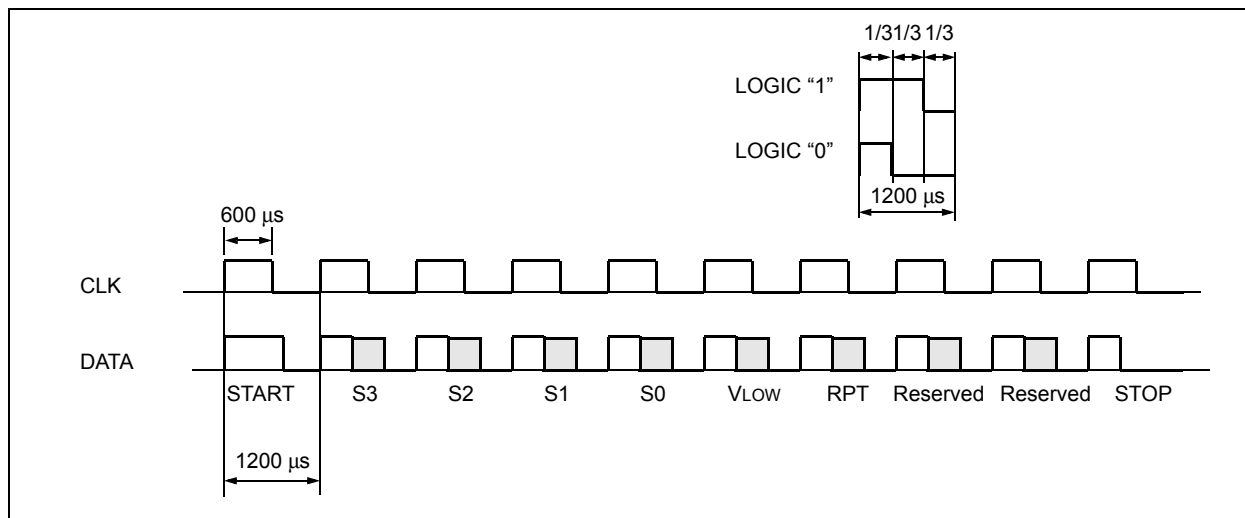 1/31/3 1/3
LOGIC “1”
LOGIC “0”
1200 μs
600 μs
CLK
DATA
START S3 S2 S1 S0 VLOW RPT Reserved Reserved STOP
1200 μs